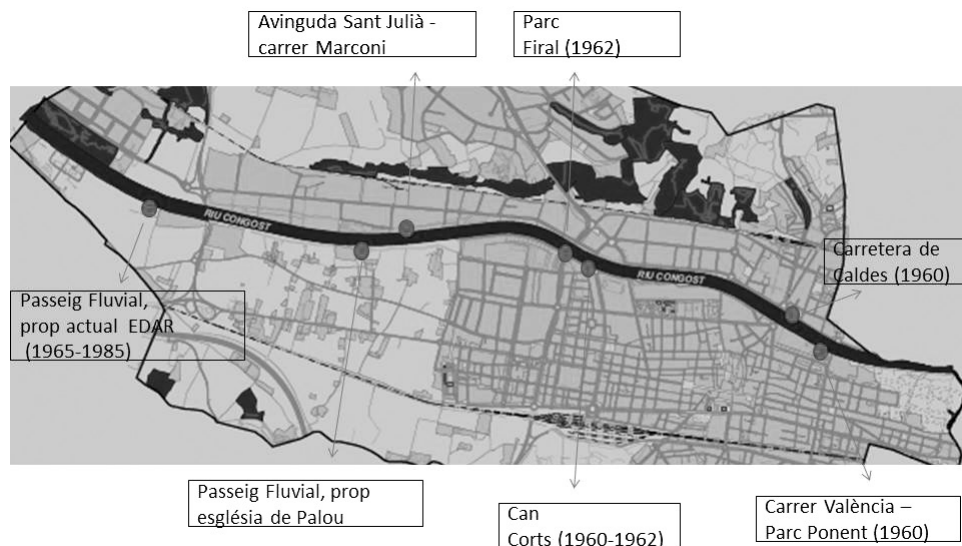 Avinguda Sant Julià -
carrer Marconi
Parc
Firal (1962)
RIU CONGOST
RIU CONGOST
Carretera de
Caldes (1960)
Passeig Fluvial,
prop actual EDAR
(1965-1985)
Passeig Fluvial, prop
església de Palou
Can
Corts (1960-1962)
Carrer València –
Parc Ponent (1960)